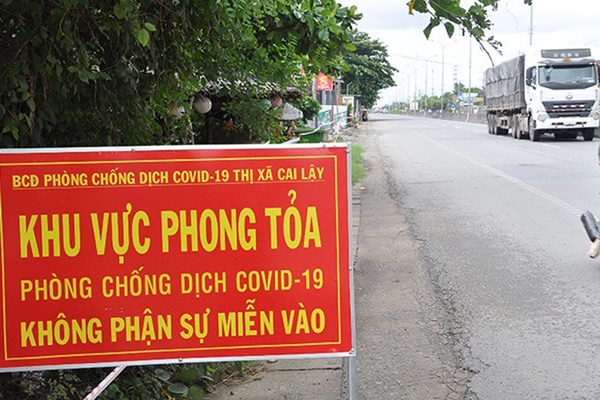 BCĐ PHÒNG CHỐNG DỊCH COVID-19 THỊ XÃ CAI LẬY
KHU VỰC PHONG TỎA
PHÒNG CHỐNG DỊCH COVID-19
KHÔNG PHẬN SỰ MIỄN VÀO